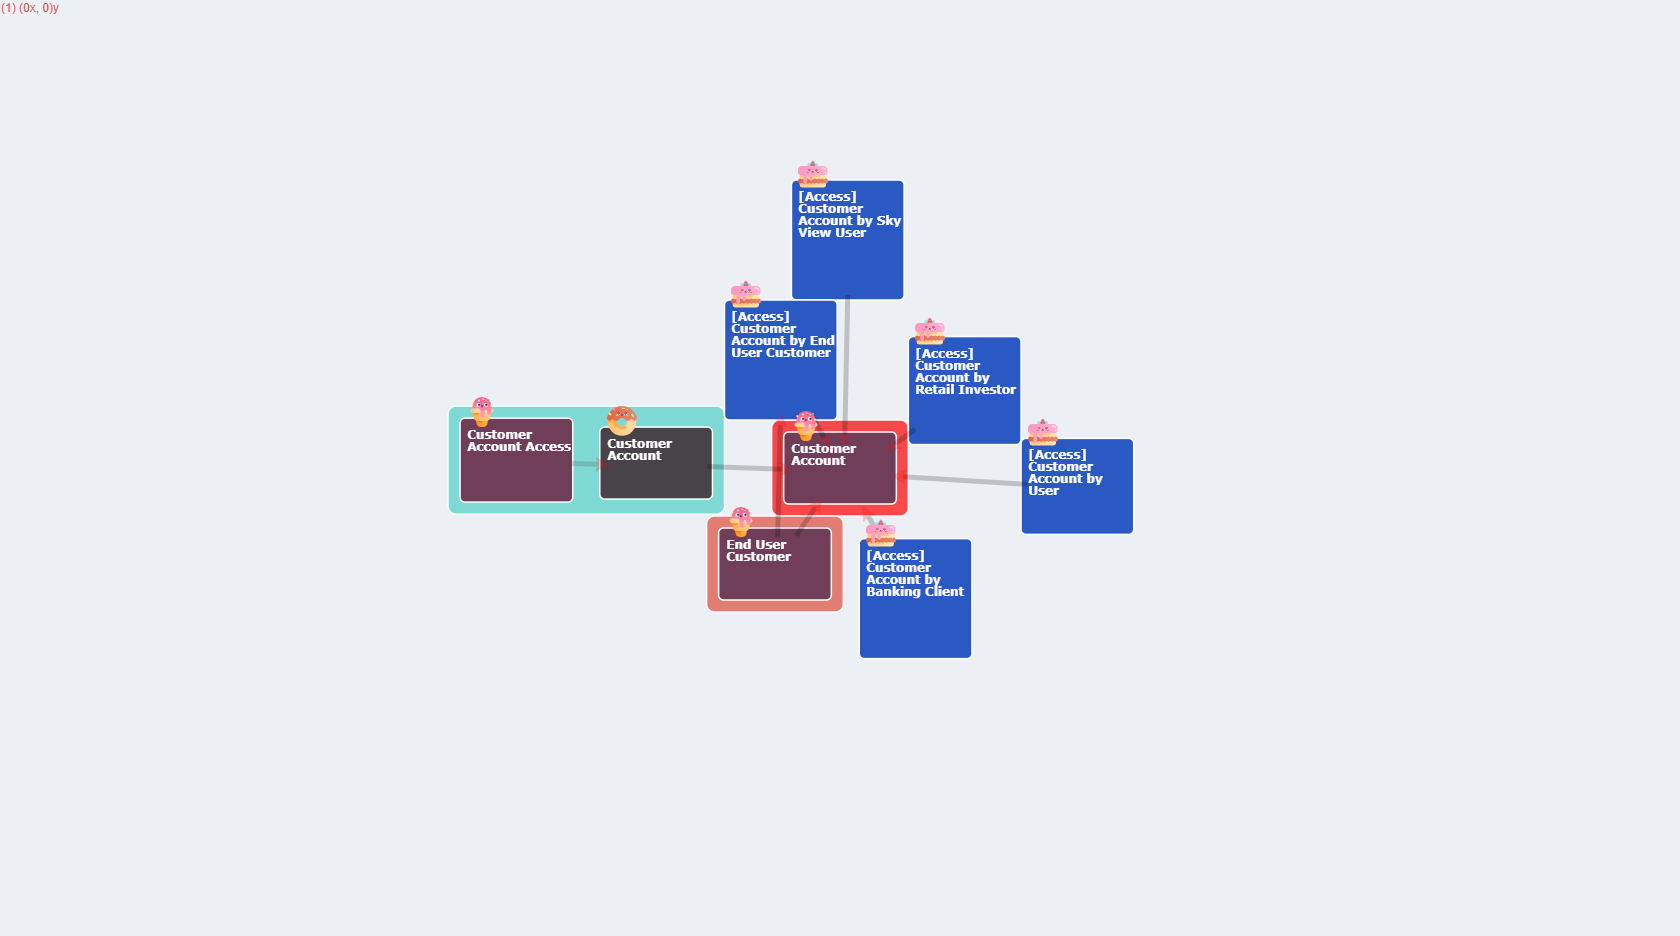 (1) (0x, 0)y
[Access]
Customer
Account by Sky
View User
[Access]
Customer
Account by End
User Customer
[Access]
Customer
Account by
Retail Investor
Customer
Account Access
Customer
Account
Customer
Account
[Access]
Customer
Account by
User
End User
Customer
[Access]
Customer
Account by
Banking Client